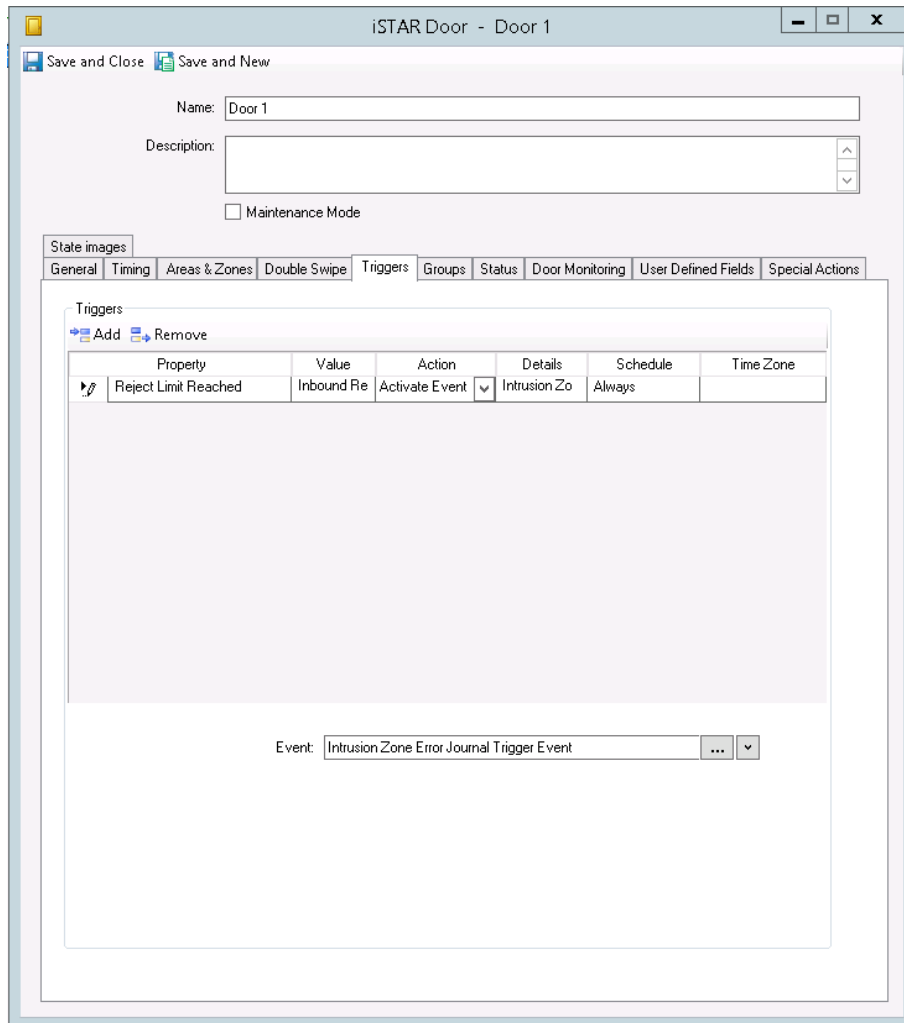 iSTAR Door - Door 1
Save and Close Save and New
Name: Door 1
Description:
Maintenance Mode
State images
General Timing Areas & Zones Double Swipe Triggers Groups Status Door Monitoring User Defined Fields Special Actions
Triggers
Add Remove
Property Value Action Details Schedule Time Zone
Reject Limit Reached Inbound Re Activate Event Intrusion Zo Always
Event: Intrusion Zone Error Journal Trigger Event ...